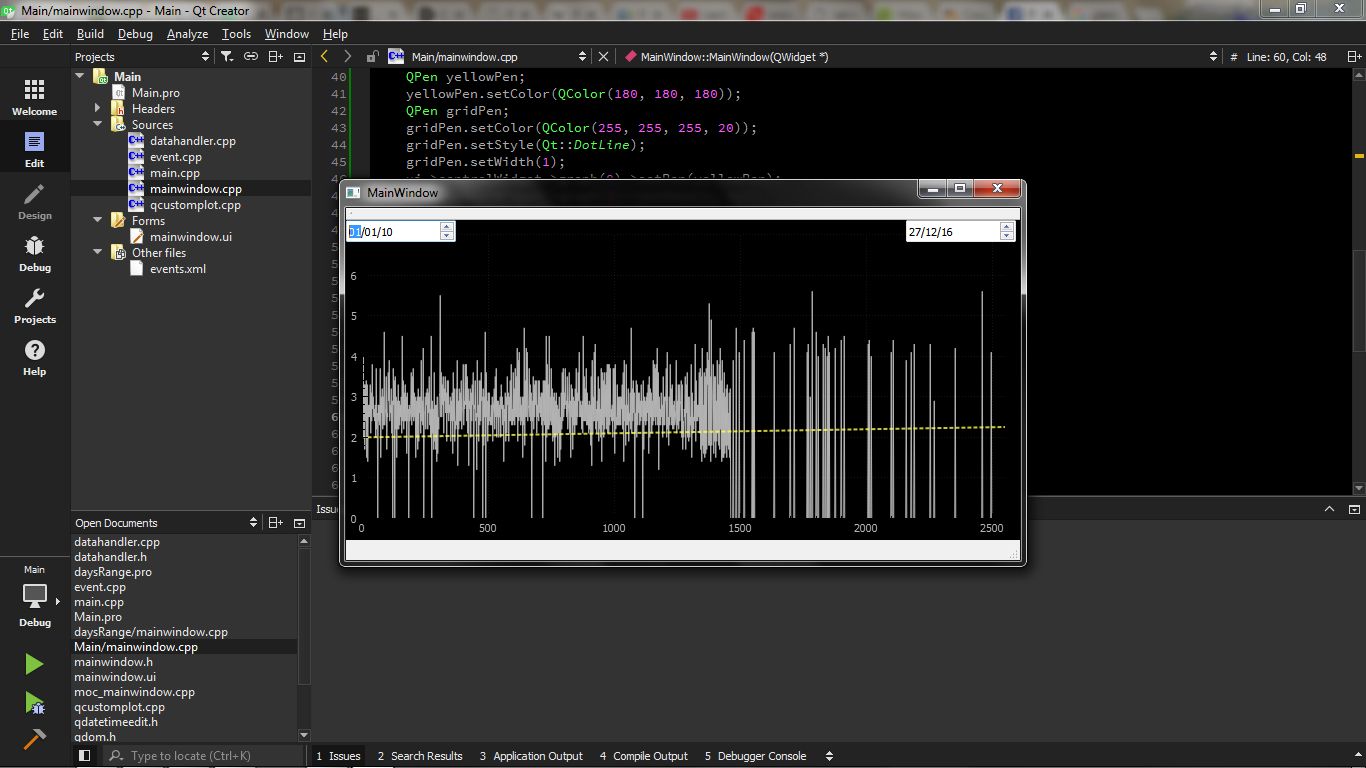 Main/mainwindow.cpp - Main - Qt Creator
File Edit Build Debug Analyze Tools Window Help
Projects
Main/mainwindow.cpp
MainWindow::MainWindow(QWidget *)
# Line: 60, Col: 48
Welcome
Edit
Design
Debug
Projects
Help
Main
Main.pro
Headers
Sources
datahandler.cpp
event.cpp
main.cpp
mainwindow.cpp
qcustomplot.cpp
Forms
mainwindow.ui
Other files
events.xml
40 QPen yellowPen;
41 yellowPen.setColor(QColor(180, 180, 180));
42 QPen gridPen;
43 gridPen.setColor(QColor(255, 255, 255, 20));
44 gridPen.setStyle(Qt::DotLine);
45 gridPen.setWidth(1);
MainWindow
01/01/10
27/12/16
6
5
4
3
2
1
0
0 500 1000 1500 2000 2500
Issu
Open Documents
datahandler.cpp
datahandler.h
daysRange.pro
event.cpp
main.cpp
Main.pro
daysRange/mainwindow.cpp
Main/mainwindow.cpp
mainwindow.h
mainwindow.ui
moc_mainwindow.cpp
qcustomplot.cpp
qdatetimeedit.h
qdom.h
Main
Debug
Type to locate (Ctrl+K)
1 Issues 2 Search Results 3 Application Output 4 Compile Output 5 Debugger Console